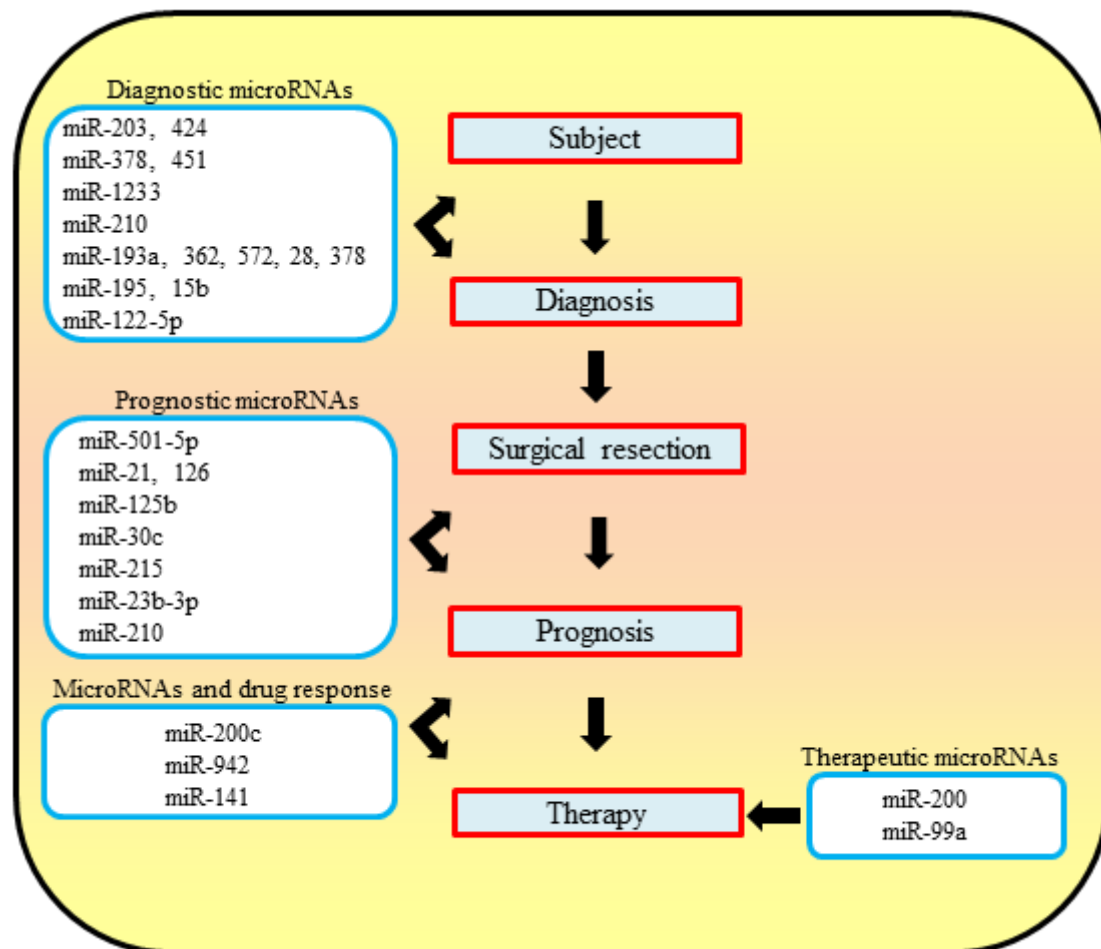 Diagnostic microRNAs
miR-203, 424
miR-378, 451
miR-1233
miR-210
miR-193a, 362, 572, 28, 378
miR-195, 15b
miR-122-5p
Subject
Diagnosis
Prognostic microRNAs
miR-501-5p
miR-21, 126
miR-125b
miR-30c
miR-215
miR-23b-3p
miR-210
Surgical resection
Prognosis
MicroRNAs and drug response
miR-200c
miR-942
miR-141
Therapy
Therapeutic microRNAs
miR-200
miR-99a